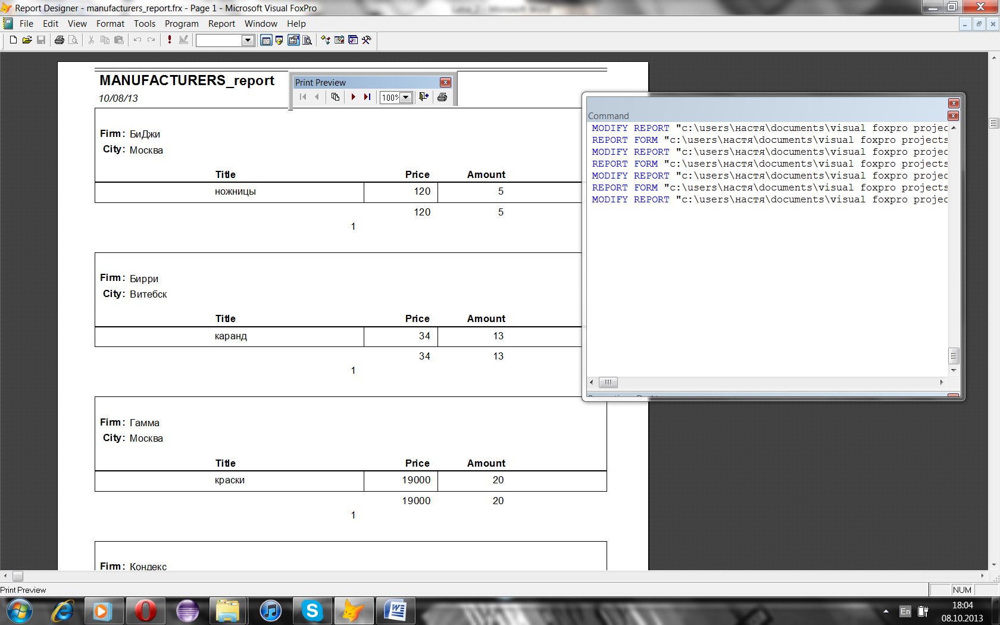 Report Designer - manufacturers_report.frx - Page 1 - Microsoft Visual FoxPro
File Edit View Format Tools Program Report Window Help
MANUFACTURERS_report
10/08/13
Print Preview
100%
Firm: БиДжи
City: Москва
Title Price Amount
ножницы 120 5
120 5
1
Firm: Бирри
City: Витебск
Title Price Amount
каранд 34 13
34 13
1
Firm: Гамма
City: Москва
Title Price Amount
краски 19000 20
19000 20
1
Firm: Кондекс
Command
MODIFY REPORT "c:\users\настя\documents\visual foxpro projec
REPORT FORM "c:\users\настя\documents\visual foxpro projects
MODIFY REPORT "c:\users\настя\documents\visual foxpro projec
REPORT FORM "c:\users\настя\documents\visual foxpro projects
MODIFY REPORT "c:\users\настя\documents\visual foxpro projec
REPORT FORM "c:\users\настя\documents\visual foxpro projects
MODIFY REPORT "c:\users\настя\documents\visual foxpro projec
Print Preview
NUM
En
18:04
08.10.2013